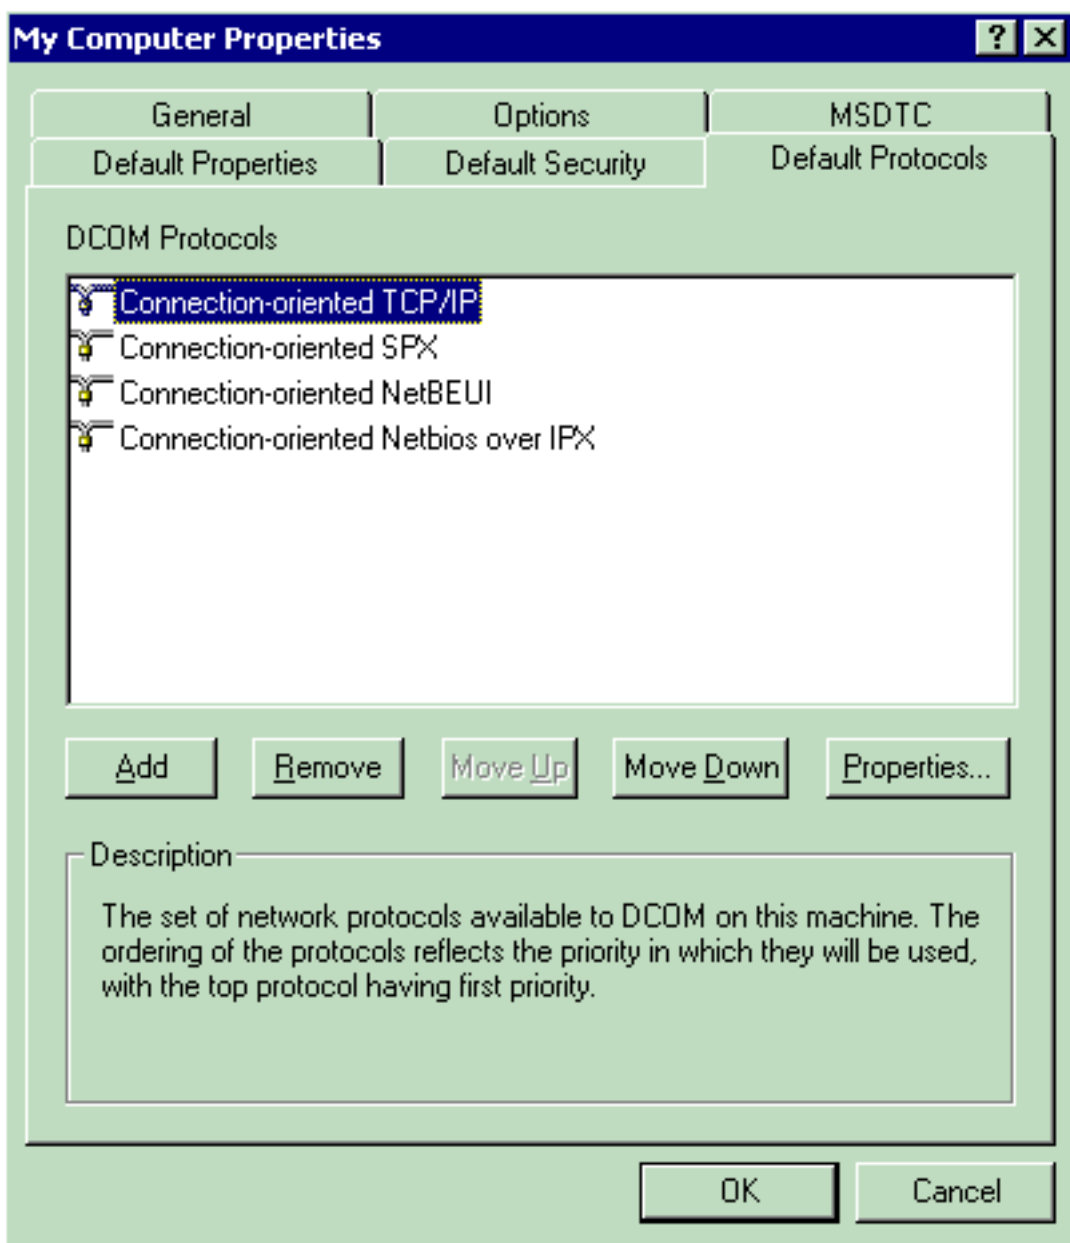 My Computer Properties
General Options MSDTC
Default Properties Default Security Default Protocols
DCOM Protocols
Connection-oriented TCP/IP
Connection-oriented SPX
Connection-oriented NetBEUI
Connection-oriented Netbios over IPX
Add Remove Move Up Move Down Properties...
Description
The set of network protocols available to DCOM on this machine. The
ordering of the protocols reflects the priority in which they will be used,
with the top protocol having first priority.
OK Cancel